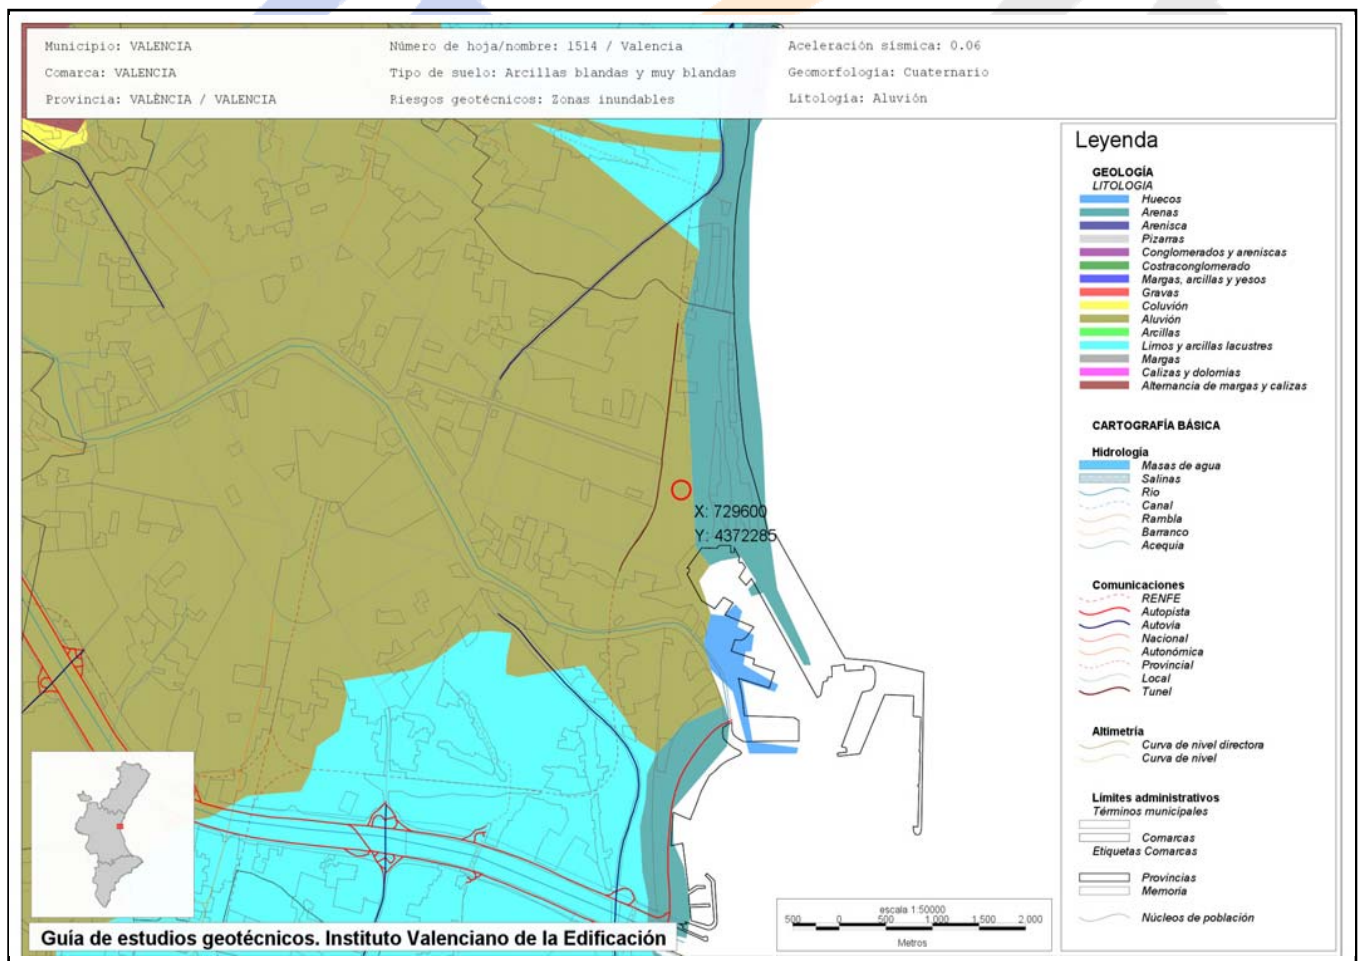 Municipio: VALENCIA
Número de hoja/nombre: 1514 / Valencia
Aceleración sísmica: 0.06
Comarca: VALENCIA
Tipo de suelo: Arcillas blandas y muy blandas
Geomorfología: Cuaternario
Provincia: VALÈNCIA / VALENCIA
Riesgos geotécnicos: Zonas inundables
Litología: Aluvión
Leyenda
GEOLOGÍA
LITOLOGIA
Huecos
Arenas
Arenisca
Pizarras
Conglomerados y areniscas
Costraconglomerado
Margas, arcillas y yesos
Gravas
Coluvión
Aluvión
Arcillas
Limos y arcillas lacustres
Margas
Calizas y dolomias
Alternancia de margas y calizas
CARTOGRAFÍA BÁSICA
Hidrología
Masas de agua
Salinas
Rio
Canal
Rambla
Barranco
Acequia
Comunicaciones
RENFE
Autopista
Autovia
Nacional
Autonómica
Provincial
Local
Tunel
Altimetría
Curva de nivel directora
Curva de nivel
Límites administrativos
Términos municipales
Comarcas
Etiquetas Comarcas
Provincias
Memoria
Núcleos de población
X: 729600
Y: 4372285
escala 1:50000
500 0 500 1.000 1.500 2.000
Metros
Guía de estudios geotécnicos. Instituto Valenciano de la Edificación